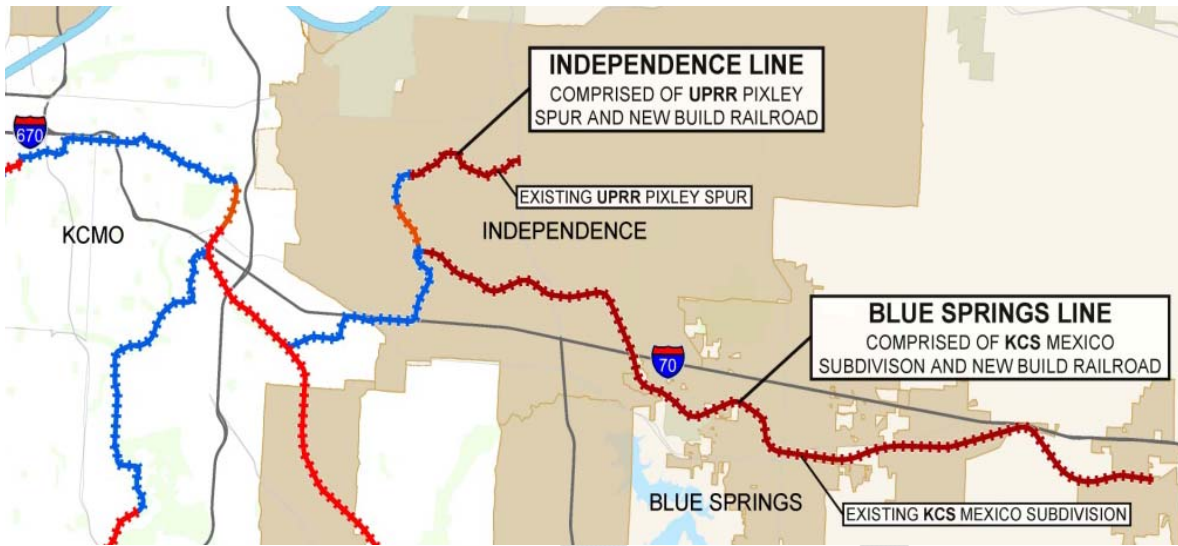 INDEPENDENCE LINE
COMPRISED OF UPRR PIXLEY
SPUR AND NEW BUILD RAILROAD
670
EXISTING UPRR PIXLEY SPUR
KCMO
INDEPENDENCE
BLUE SPRINGS LINE
COMPRISED OF KCS MEXICO
SUBDIVISON AND NEW BUILD RAILROAD
70
BLUE SPRINGS
EXISTING KCS MEXICO SUBDIVISION